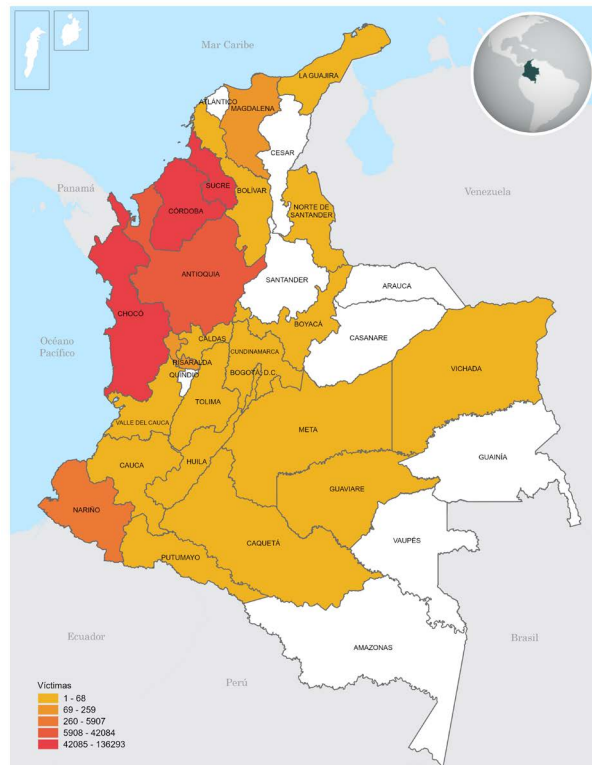 Mar Caribe
LA GUAJIRA
ATLÁNTICO
MAGDALENA
CESAR
Panamá
SUCRE
BOLÍVAR
Venezuela
NORTE DE
SANTANDER
CÓRDOBA
ANTIOQUIA
SANTANDER
ARAUCA
CHOCÓ
BOYACÁ
Océano
Pacífico
CALDAS
CASANARE
CUNDINAMARCA
RISARALDA
BOGOTÁ, D.C.
VICHADA
QUINDIO
TOLIMA
VALLE DEL CAUCA
META
GUAINÍA
CAUCA
HUILA
GUAVIARE
NARIÑO
VAUPÉS
CAQUETÁ
PUTUMAYO
Ecuador
Brasil
AMAZONAS
Perú
Víctimas
1 - 68
69 - 259
260 - 5907
5908 - 42084
42085 - 136293